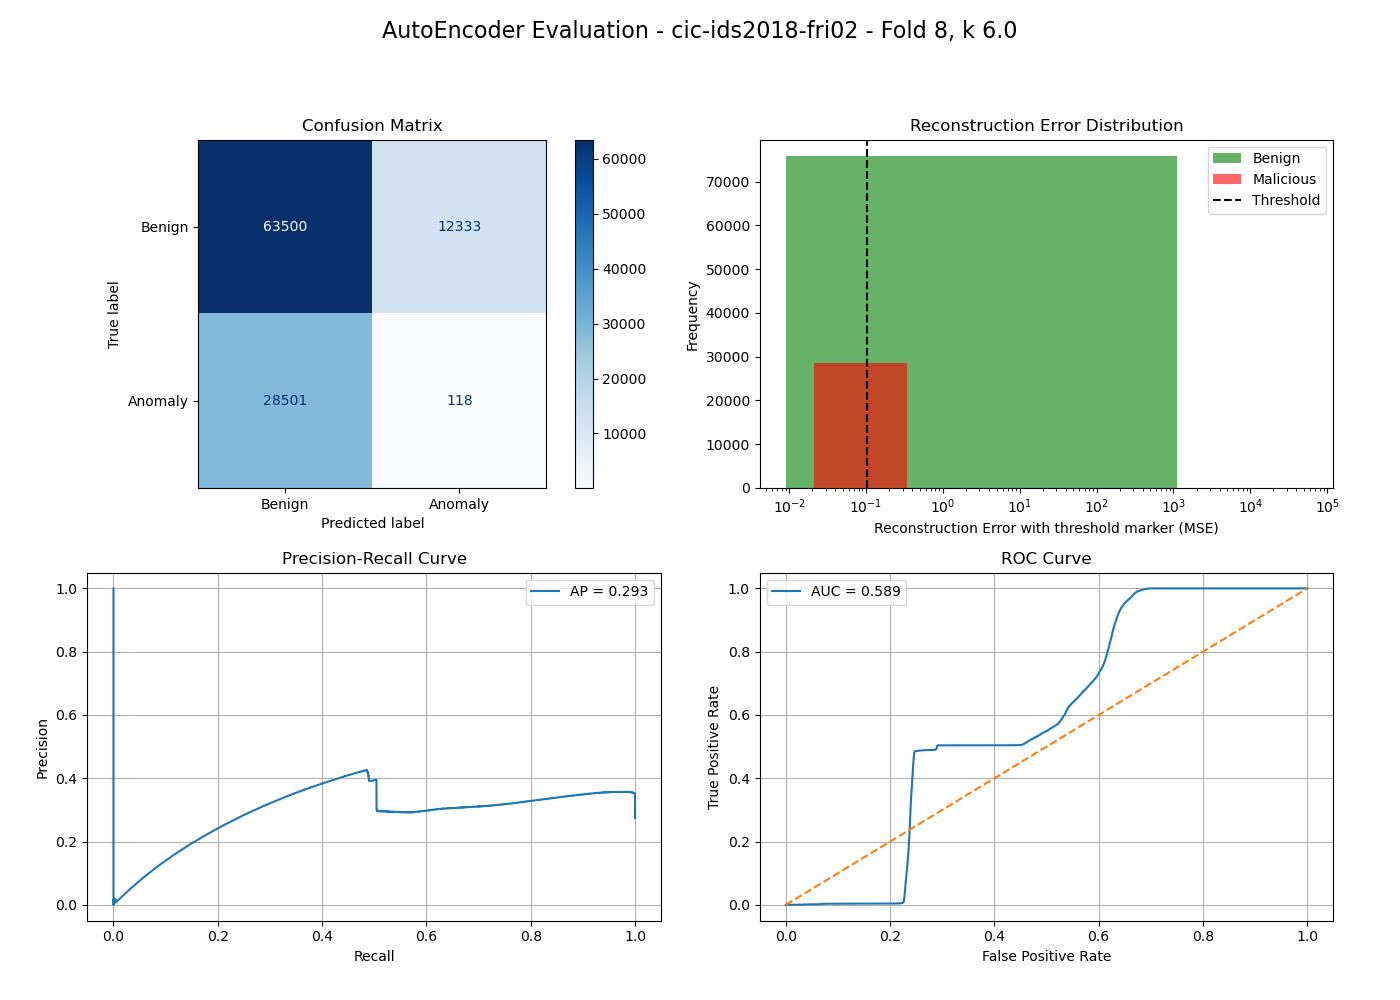 AutoEncoder Evaluation - cic-ids2018-fri02 - Fold 8, k 6.0
Confusion Matrix
True label
Benign
Anomaly
63500
12333
28501
118
Benign
Anomaly
Predicted label
60000
50000
40000
30000
20000
10000
Reconstruction Error Distribution
Benign
Malicious
Threshold
Frequency
70000
60000
50000
40000
30000
20000
10000
0
10⁻² 10⁻¹ 10⁰ 10¹ 10² 10³ 10⁴ 10⁵
Reconstruction Error with threshold marker (MSE)
Precision-Recall Curve
AP = 0.293
Precision
1.0
0.8
0.6
0.4
0.2
0.0
0.0 0.2 0.4 0.6 0.8 1.0
Recall
ROC Curve
AUC = 0.589
True Positive Rate
1.0
0.8
0.6
0.4
0.2
0.0
0.0 0.2 0.4 0.6 0.8 1.0
False Positive Rate